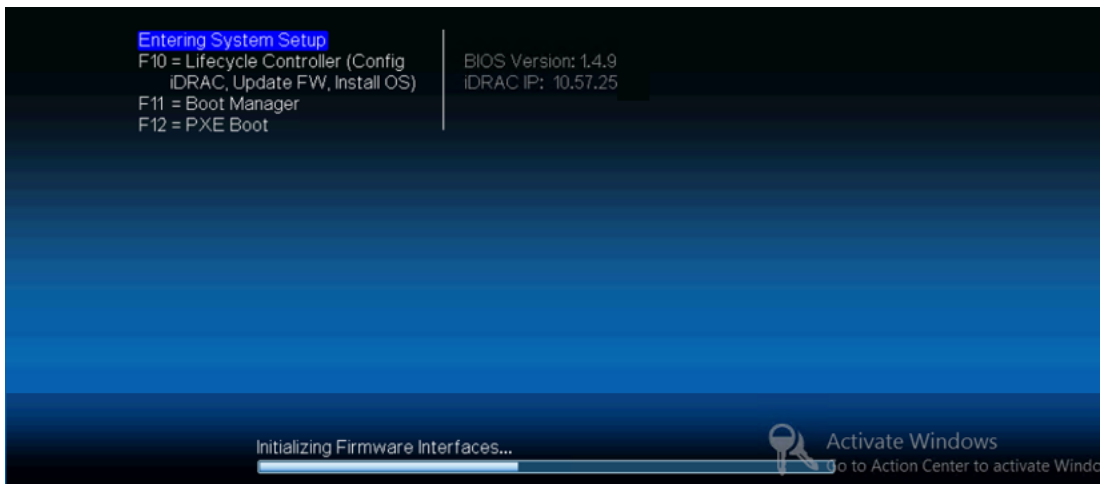 Entering System Setup
F10 = Lifecycle Controller (Config
iDRAC, Update FW, Install OS)
F11 = Boot Manager
F12 = PXE Boot
BIOS Version: 1.4.9
iDRAC IP: 10.57.25
Initializing Firmware Interfaces...
Activate Windows
Go to Action Center to activate Windo